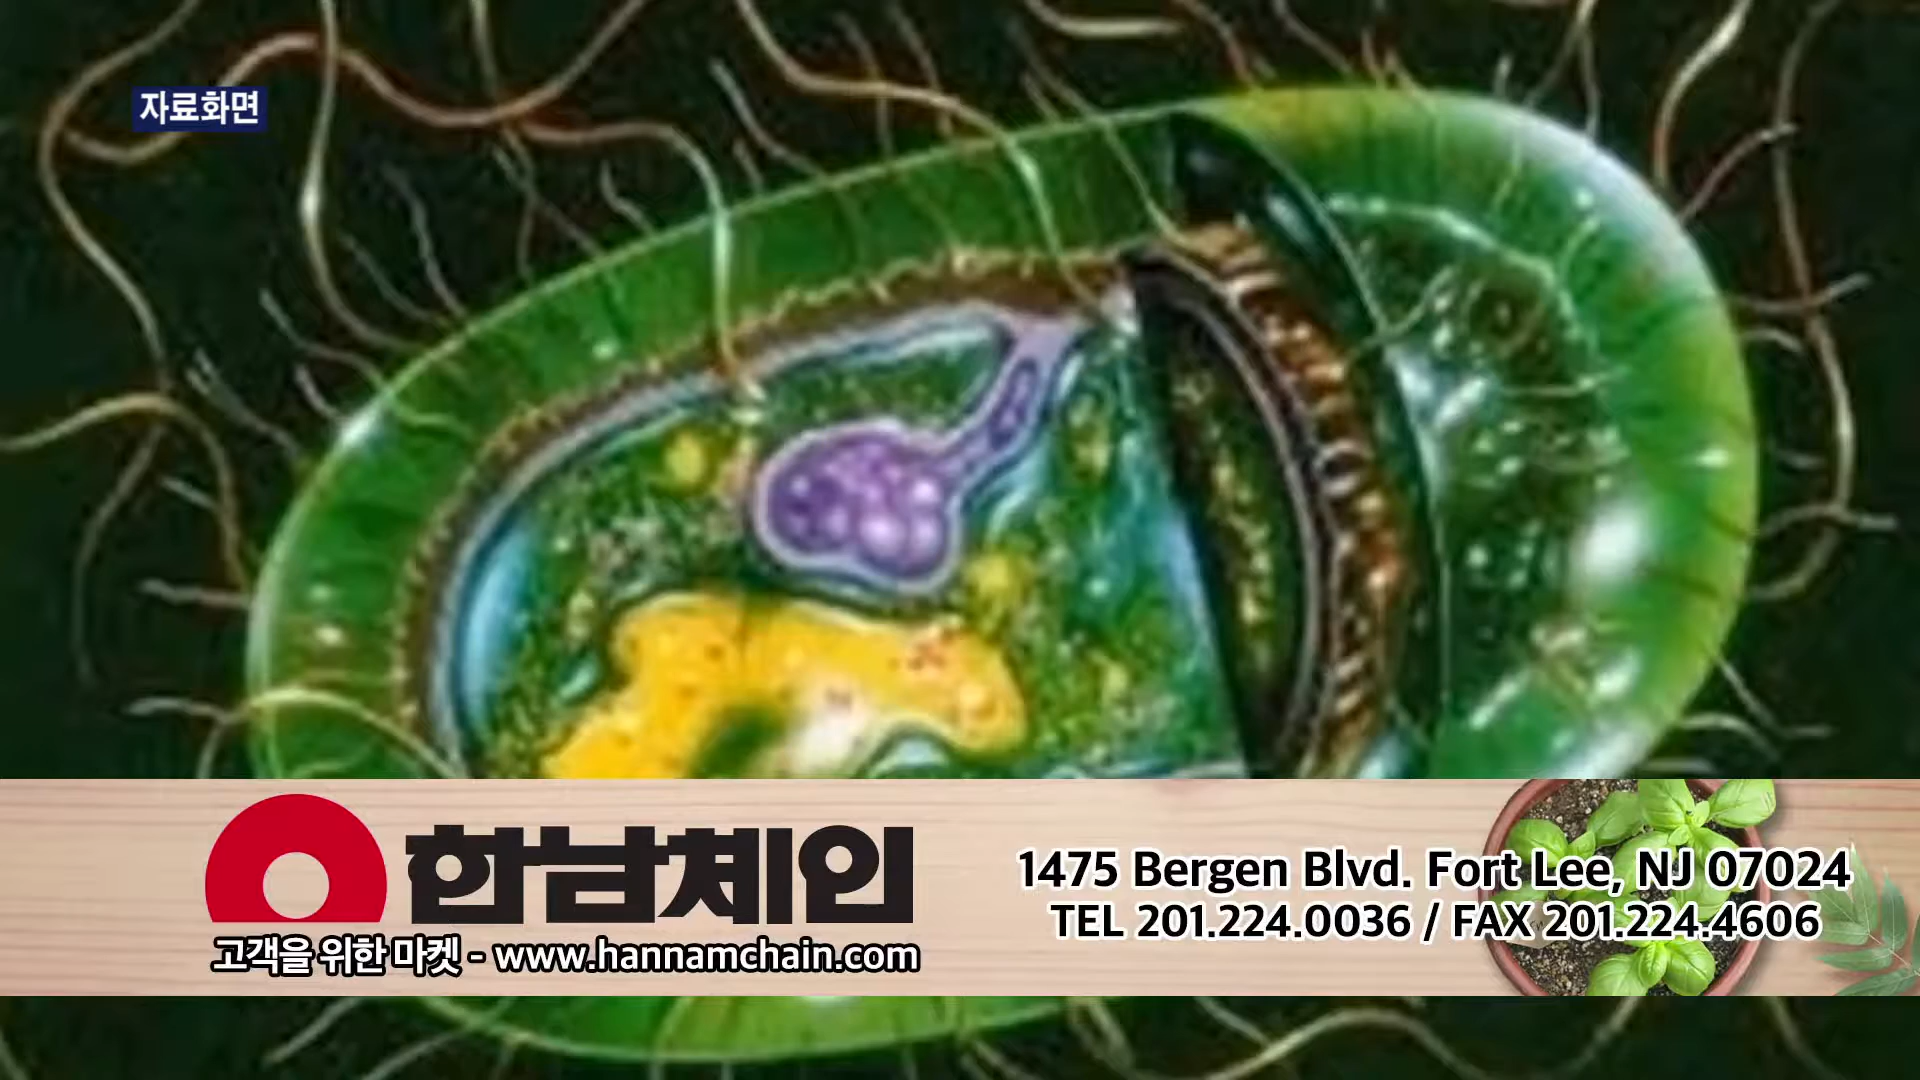 자료화면
한남체인
고객을 위한 마켓 - www.hannamchain.com
1475 Bergen Blvd. Fort Lee, NJ 07024
TEL 201.224.0036 / FAX 201.224.4606